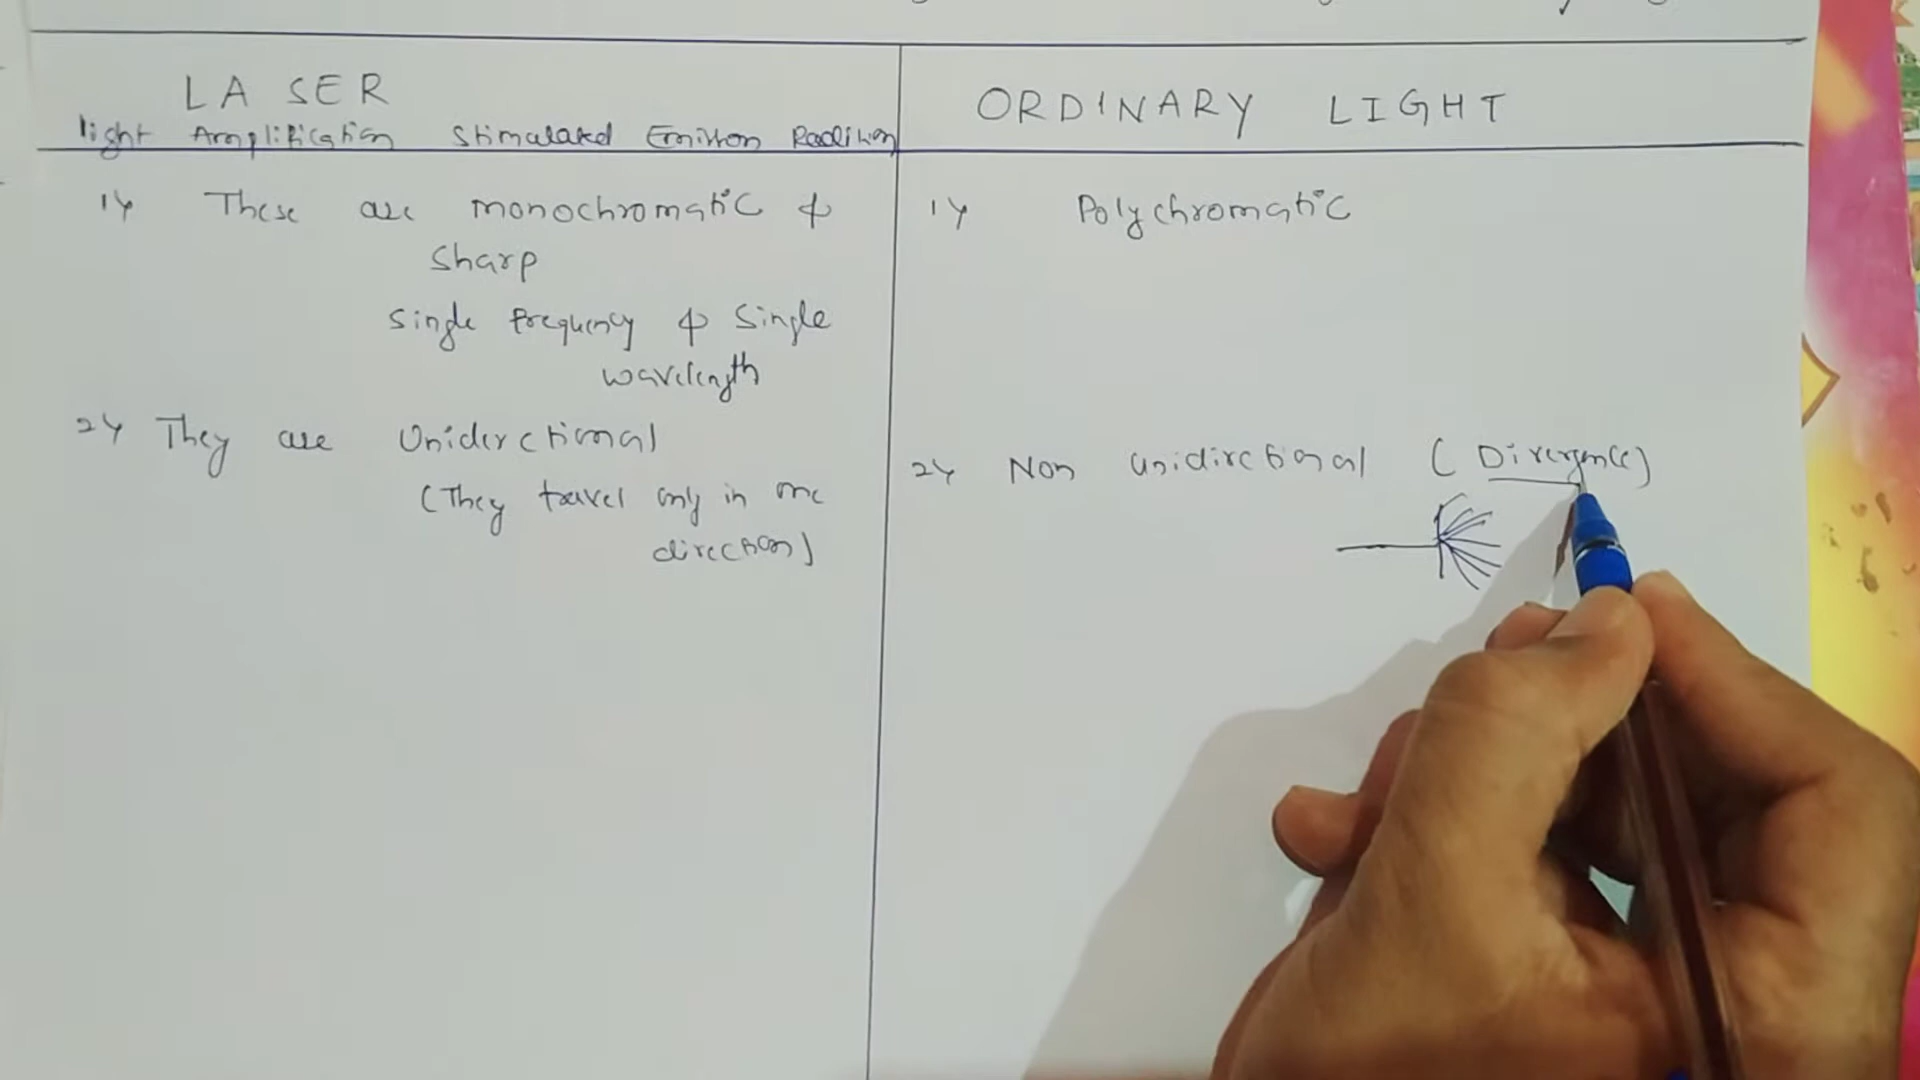 LASER
light Amplification Stimulated Emission Radition
1) These are monochromatic &
Sharp
Single frequency & Single
wavelength
2) They are Unidirectional
(They travel only in one
direction)
ORDINARY LIGHT
1) Polychromatic
2) Non Unidirectional (Divergence)